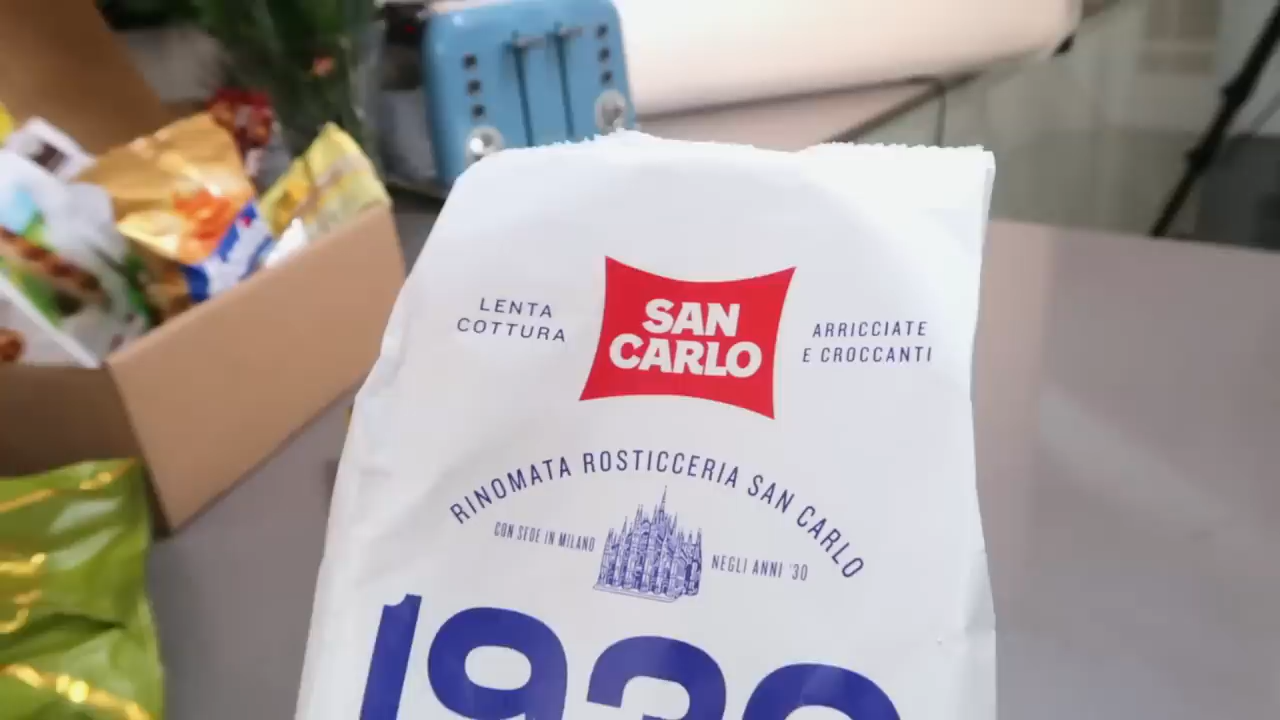 LENTA
COTTURA
SAN
CARLO
ARRICCIATE
E CROCCANTI
RINOMATA ROSTICCERIA SAN CARLO
CON SEDE IN MILANO
NEGLI ANNI '30